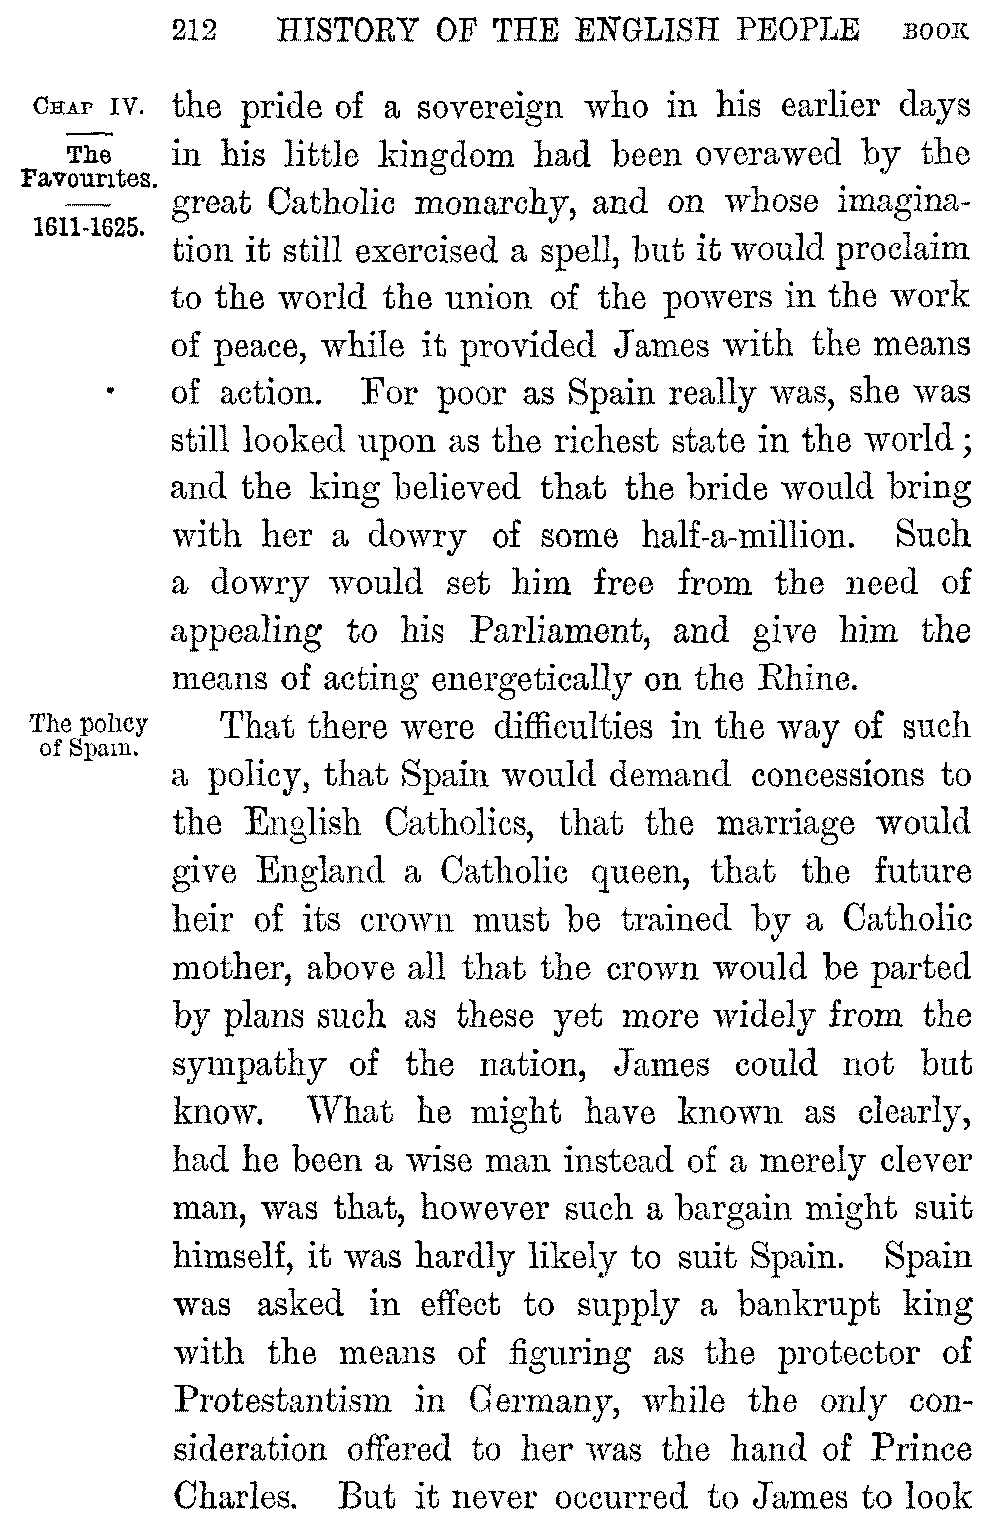 212 HISTORY OF THE ENGLISH PEOPLE BOOK
CHAP IV.
The
Favourites.
1611-1625.
the pride of a sovereign who in his earlier days
in his little kingdom had been overawed by the
great Catholic monarchy, and on whose imagina-
tion it still exercised a spell, but it would proclaim
to the world the union of the powers in the work
of peace, while it provided James with the means
of action. For poor as Spain really was, she was
still looked upon as the richest state in the world ;
and the king believed that the bride would bring
with her a dowry of some half-a-million. Such
a dowry would set him free from the need of
appealing to his Parliament, and give him the
means of acting energetically on the Rhine.
The policy
of Spain.
That there were difficulties in the way of such
a policy, that Spain would demand concessions to
the English Catholics, that the marriage would
give England a Catholic queen, that the future
heir of its crown must be trained by a Catholic
mother, above all that the crown would be parted
by plans such as these yet more widely from the
sympathy of the nation, James could not but
know. What he might have known as clearly,
had he been a wise man instead of a merely clever
man, was that, however such a bargain might suit
himself, it was hardly likely to suit Spain. Spain
was asked in effect to supply a bankrupt king
with the means of figuring as the protector of
Protestantism in Germany, while the only con-
sideration offered to her was the hand of Prince
Charles. But it never occurred to James to look